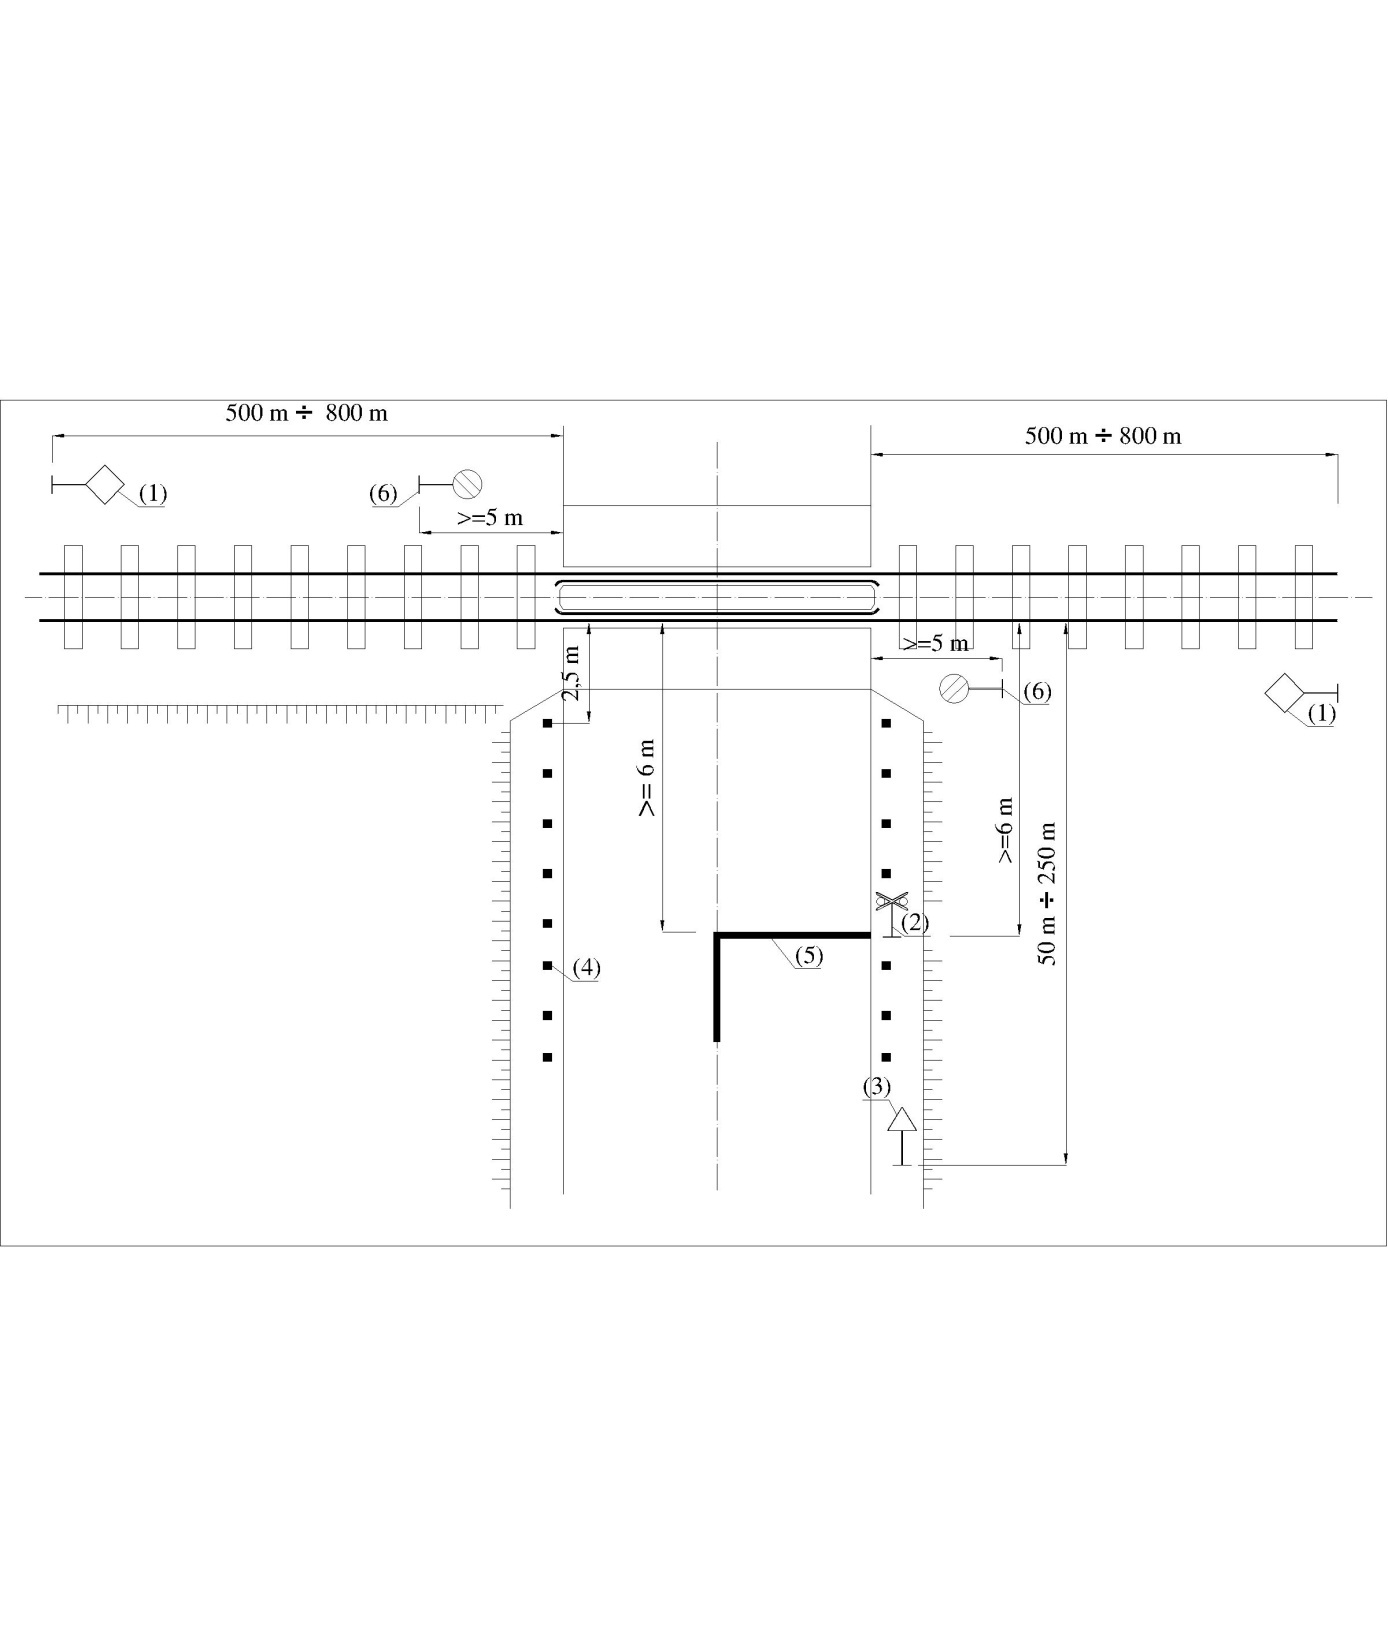 500 m ÷ 800 m
500 m ÷ 800 m
(1)
(6)
>=5 m
>=5 m
2,5 m
(6)
(1)
>= 6 m
>=6 m
50 m ÷ 250 m
(2)
(5)
(4)
(3)